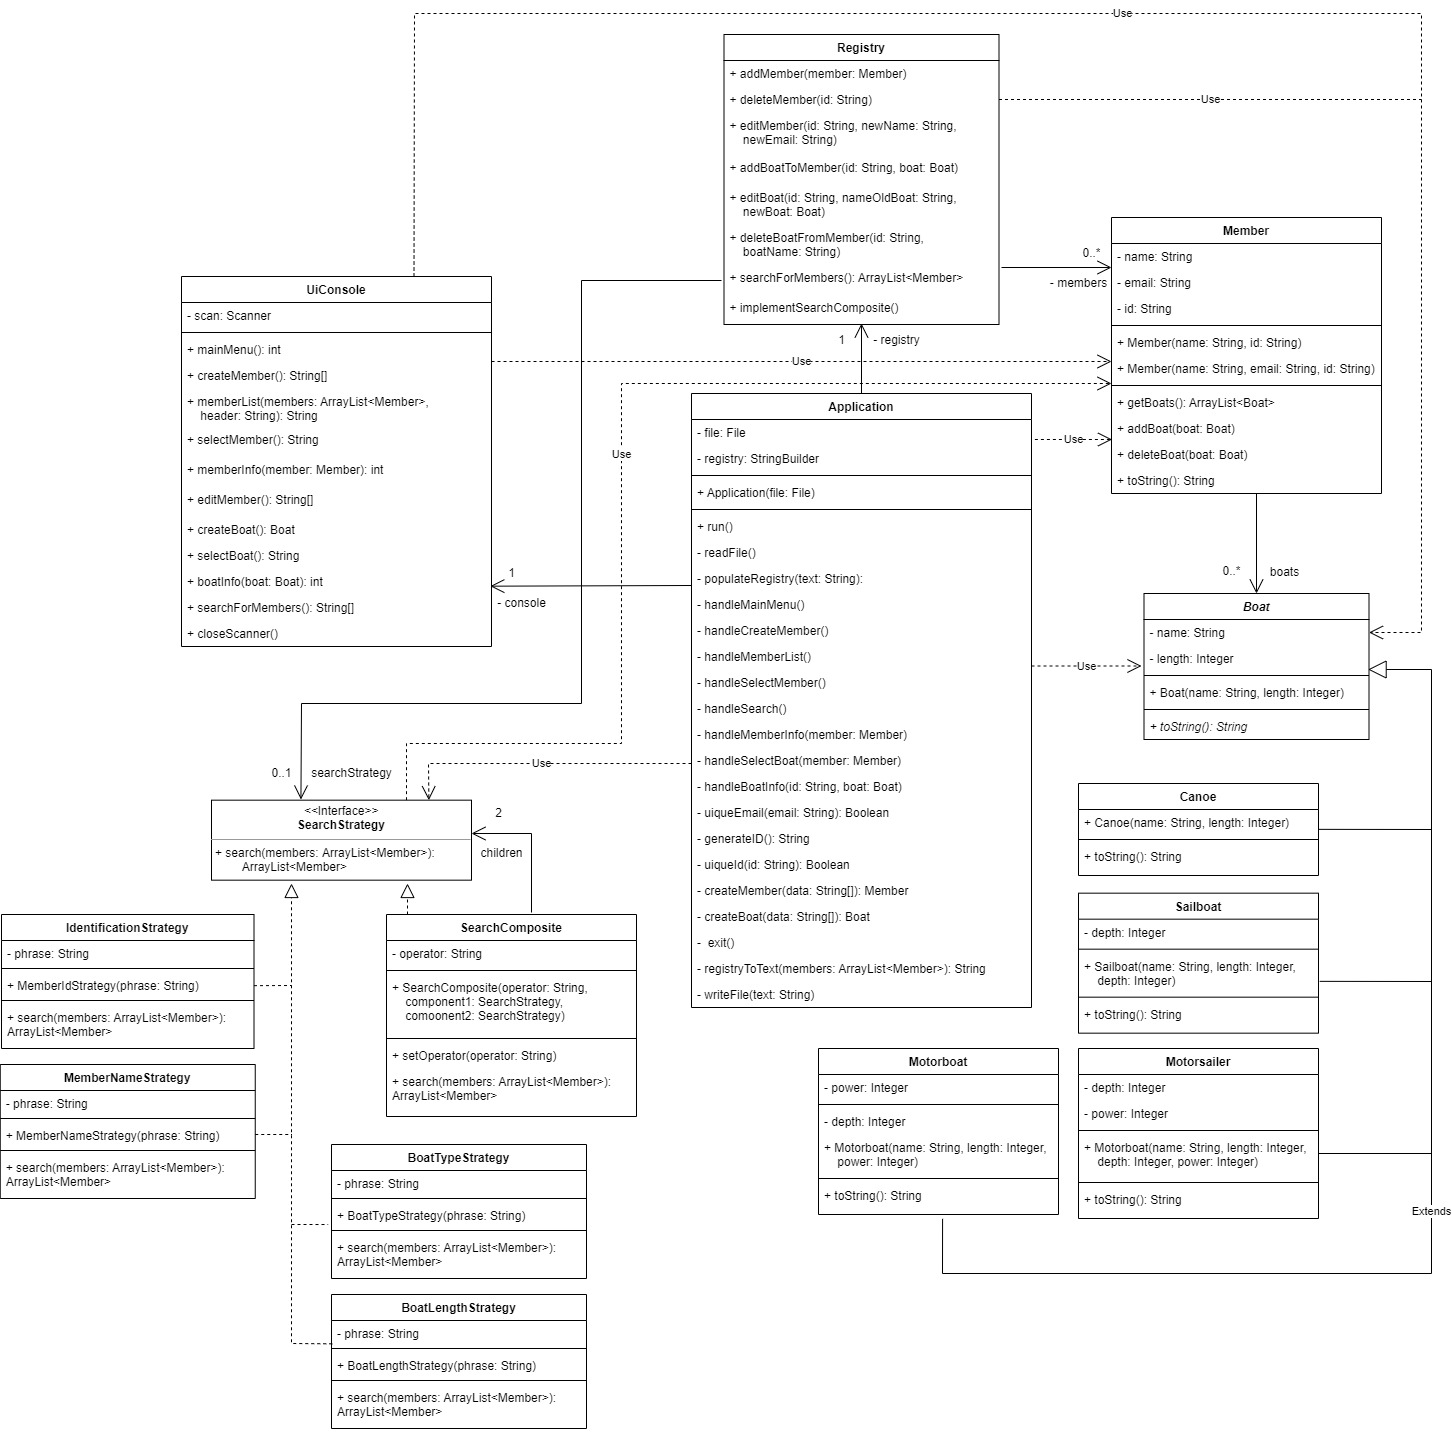 Use
Registry
+ addMember(member: Member)
+ deleteMember(id: String)
+ editMember(id: String, newName: String,
newEmail: String)
+ addBoatToMember(id: String, boat: Boat)
+ editBoat(id: String, nameOldBoat: String,
newBoat: Boat)
+ deleteBoatFromMember(id: String,
boatName: String)
+ searchForMembers(): ArrayList<Member>
+ implementSearchComposite()
Use
0..*
- members
1
- registry
Member
- name: String
- email: String
- id: String
+ Member(name: String, id: String)
+ Member(name: String, email: String, id: String)
+ getBoats(): ArrayList<Boat>
+ addBoat(boat: Boat)
+ deleteBoat(boat: Boat)
+ toString(): String
UiConsole
- scan: Scanner
+ mainMenu(): int
+ createMember(): String[]
+ memberList(members: ArrayList<Member>,
header: String): String
+ selectMember(): String
+ memberInfo(member: Member): int
+ editMember(): String[]
+ createBoat(): Boat
+ selectBoat(): String
+ boatInfo(boat: Boat): int
+ searchForMembers(): String[]
+ closeScanner()
Use
Use
Use
1
- console
Application
- file: File
- registry: StringBuilder
+ Application(file: File)
+ run()
- readFile()
- populateRegistry(text: String):
- handleMainMenu()
- handleCreateMember()
- handleMemberList()
- handleSelectMember()
- handleSearch()
- handleMemberInfo(member: Member)
- handleSelectBoat(member: Member)
- handleBoatInfo(id: String, boat: Boat)
- uiqueEmail(email: String): Boolean
- generateID(): String
- uiqueId(id: String): Boolean
- createMember(data: String[]): Member
- createBoat(data: String[]): Boat
- exit()
- registryToText(members: ArrayList<Member>): String
- writeFile(text: String)
0..*
boats
Use
Boat
- name: String
- length: Integer
+ Boat(name: String, length: Integer)
+ toString(): String
Use
0..1
searchStrategy
<<Interface>>
SearchStrategy
+ search(members: ArrayList<Member>):
ArrayList<Member>
2
children
Canoe
+ Canoe(name: String, length: Integer)
+ toString(): String
Sailboat
- depth: Integer
+ Sailboat(name: String, length: Integer,
depth: Integer)
+ toString(): String
IdentificationStrategy
- phrase: String
+ MemberIdStrategy(phrase: String)
+ search(members: ArrayList<Member>):
ArrayList<Member>
SearchComposite
- operator: String
+ SearchComposite(operator: String,
component1: SearchStrategy,
comoonent2: SearchStrategy)
+ setOperator(operator: String)
+ search(members: ArrayList<Member>):
ArrayList<Member>
Motorboat
- power: Integer
- depth: Integer
+ Motorboat(name: String, length: Integer,
power: Integer)
+ toString(): String
Motorsailer
- depth: Integer
- power: Integer
+ Motorboat(name: String, length: Integer,
depth: Integer, power: Integer)
+ toString(): String
Extends
MemberNameStrategy
- phrase: String
+ MemberNameStrategy(phrase: String)
+ search(members: ArrayList<Member>):
ArrayList<Member>
BoatTypeStrategy
- phrase: String
+ BoatTypeStrategy(phrase: String)
+ search(members: ArrayList<Member>):
ArrayList<Member>
BoatLengthStrategy
- phrase: String
+ BoatLengthStrategy(phrase: String)
+ search(members: ArrayList<Member>):
ArrayList<Member>